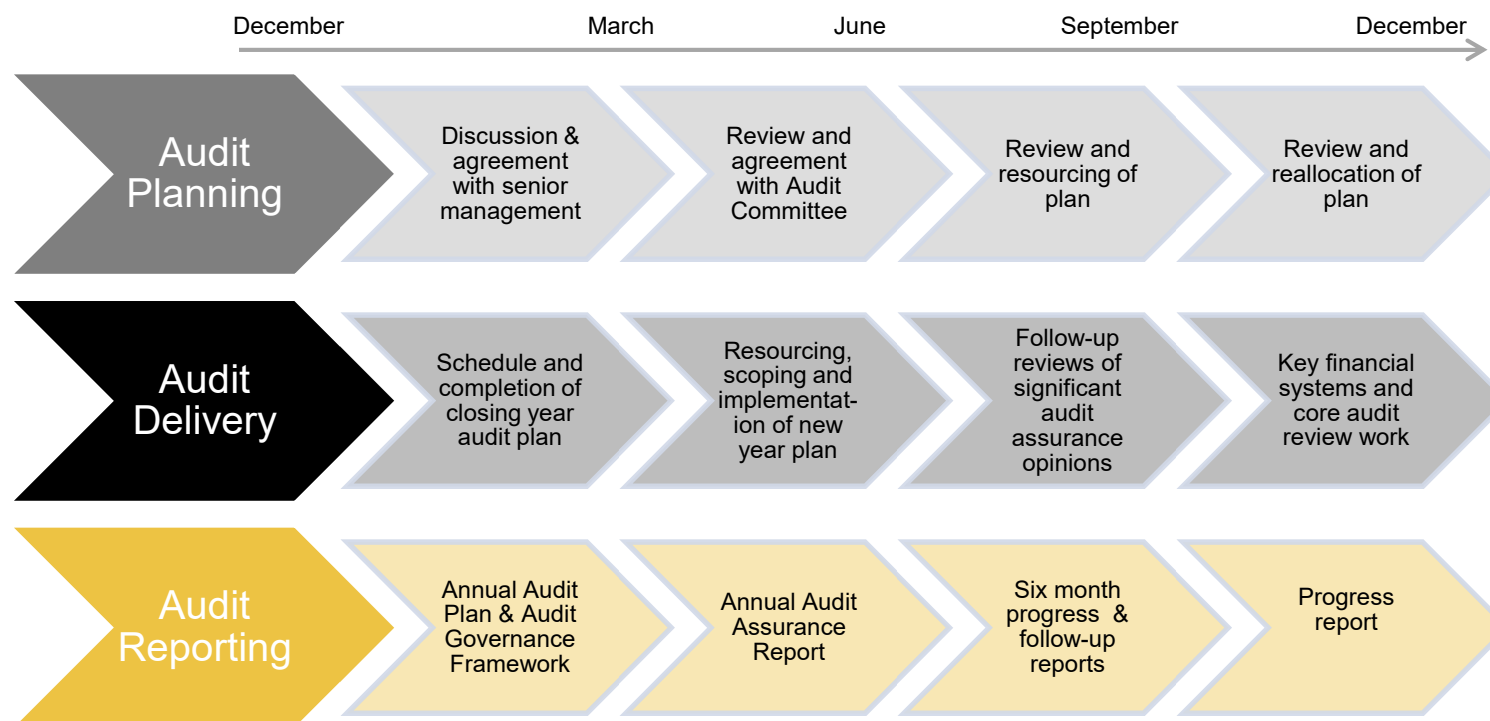 December March June September December
Audit
Planning
Discussion &
agreement
with senior
management
Review and
agreement
with Audit
Committee
Review and
resourcing of
plan
Review and
reallocation of
plan
Audit
Delivery
Schedule and
completion of
closing year
audit plan
Resourcing,
scoping and
implementat-
ion of new
year plan
Follow-up
reviews of
significant
audit
assurance
opinions
Key financial
systems and
core audit
review work
Audit
Reporting
Annual Audit
Plan & Audit
Governance
Framework
Annual Audit
Assurance
Report
Six month
progress &
follow-up
reports
Progress
report